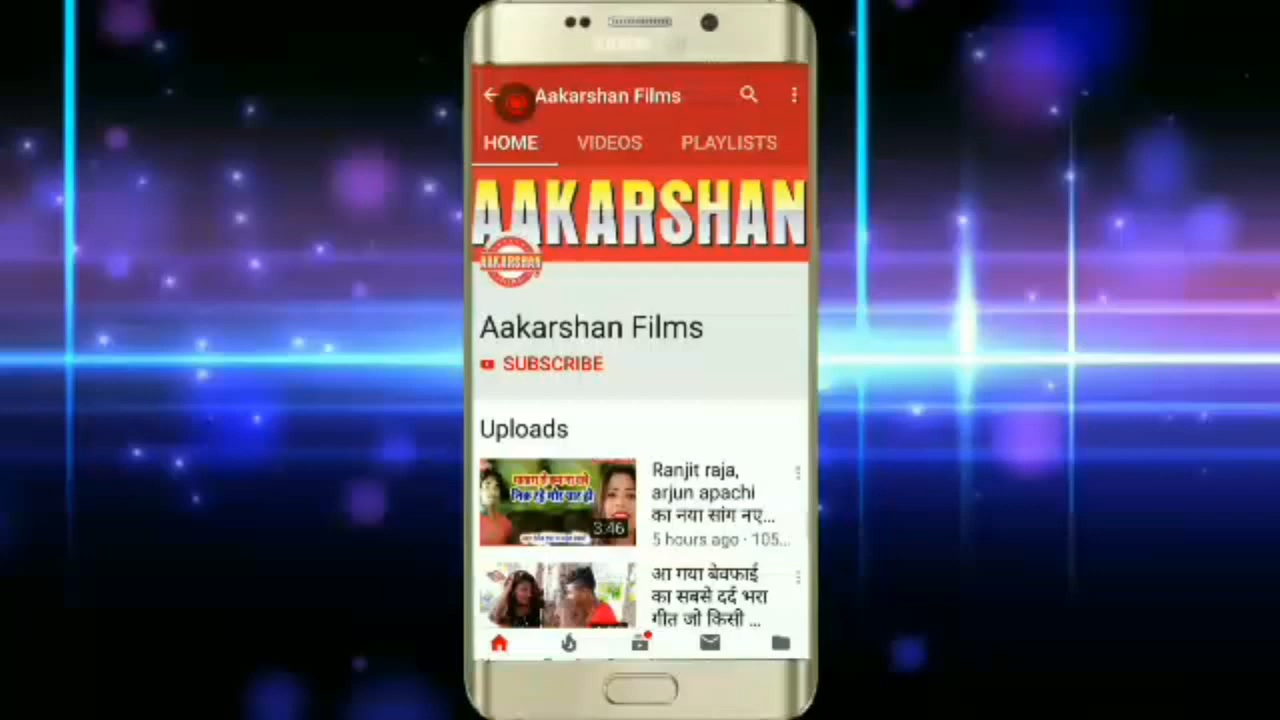 Aakarshan Films
HOME VIDEOS PLAYLISTS
AAKARSHAN
AAKARSHAN
Aakarshan Films
SUBSCRIBE
Uploads
3:46
Ranjit raja,
arjun apachi
का नया सांग नए...
5 hours ago · 105...
आ गया बेवफाई
का सबसे दर्द भरा
गीत जो किसी ...